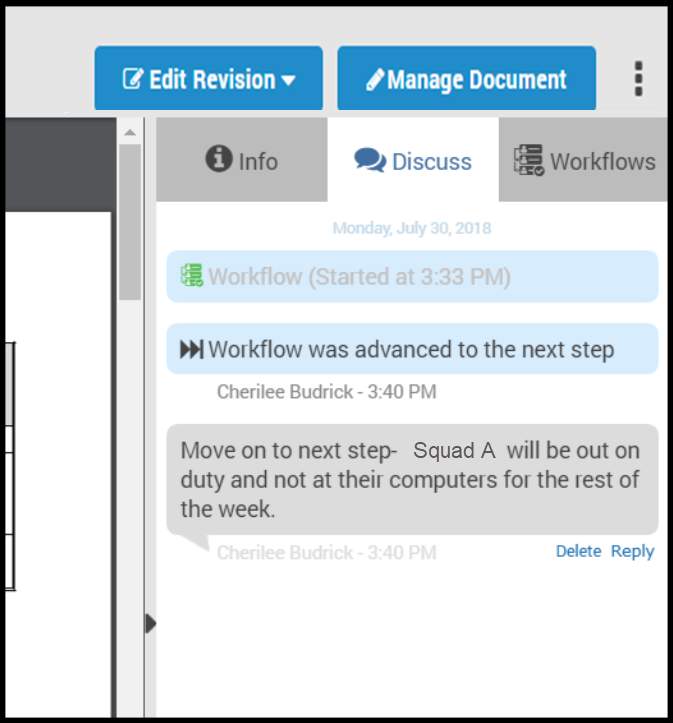 Edit Revision
Manage Document
Info
Discuss
Workflows
Monday, July 30, 2018
Workflow (Started at 3:33 PM)
Workflow was advanced to the next step
Cherilee Budrick - 3:40 PM
Move on to next step- Squad A will be out on
duty and not at their computers for the rest of
the week.
Cherilee Budrick - 3:40 PM
Delete Reply